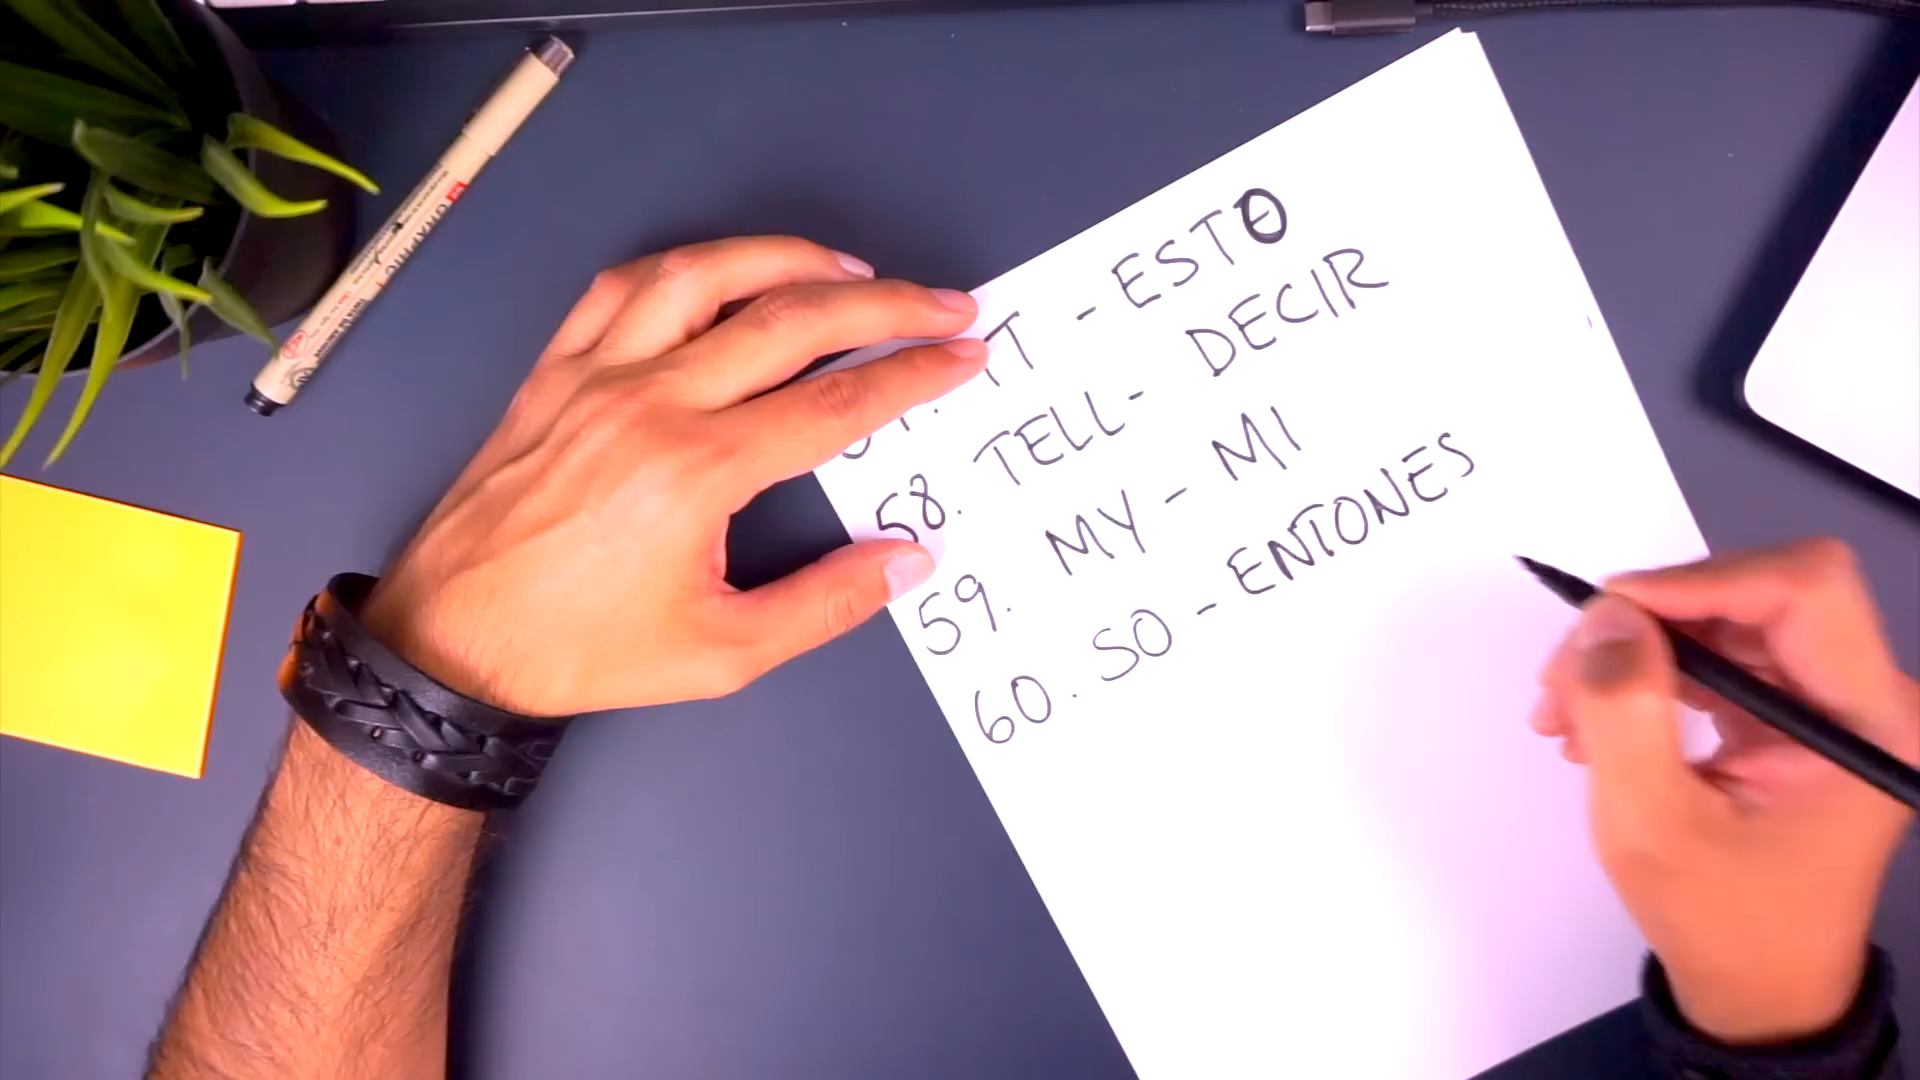 IT - ESTO
58. TELL - DECIR
59. MY - MI
60. SO - ENTONES